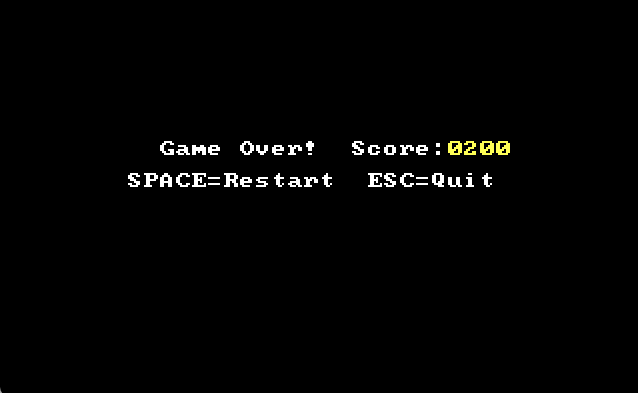 Game Over!  Score:0200
SPACE=Restart  ESC=Quit